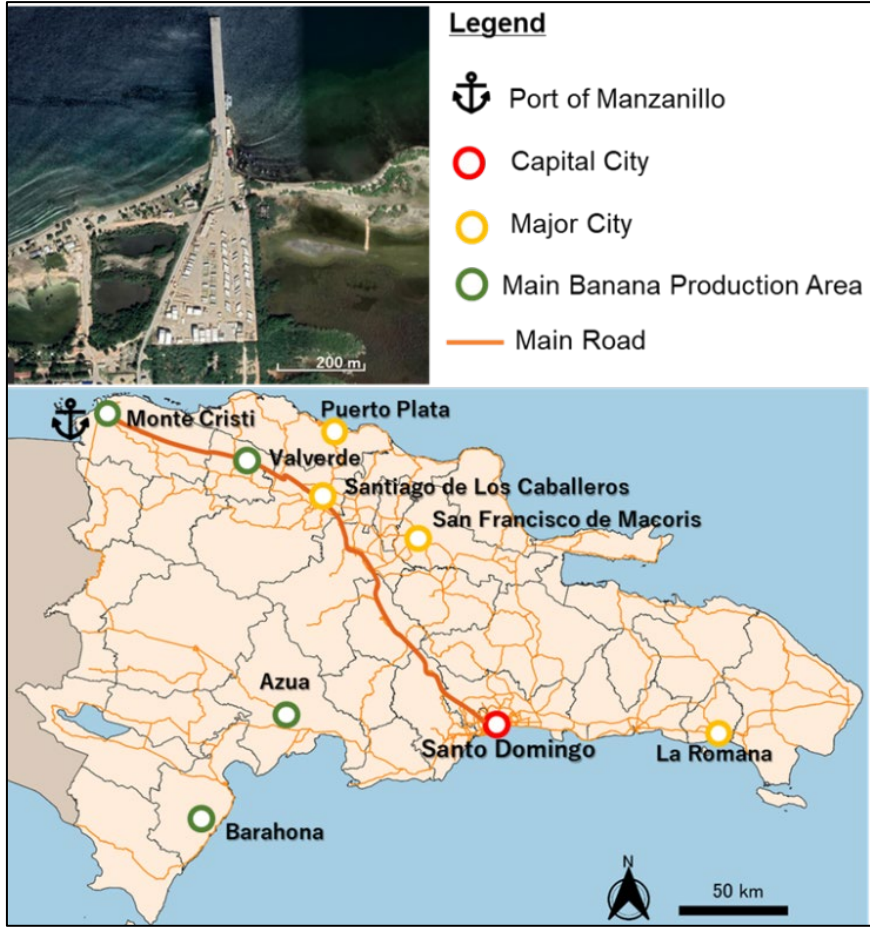 Legend
Port of Manzanillo
Capital City
Major City
Main Banana Production Area
Main Road
200 m
Monte Cristi
Puerto Plata
Valverde
Santiago de Los Caballeros
San Francisco de Macoris
Azua
Santo Domingo
La Romana
Barahona
N
50 km